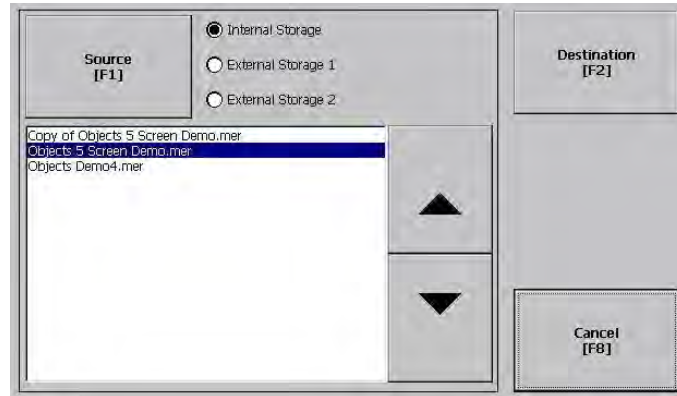 Source
[F1]
Internal Storage
External Storage 1
External Storage 2
Destination
[F2]
Copy of Objects 5 Screen Demo.mer
Objects 5 Screen Demo.mer
Objects Demo4.mer
Cancel
[F8]